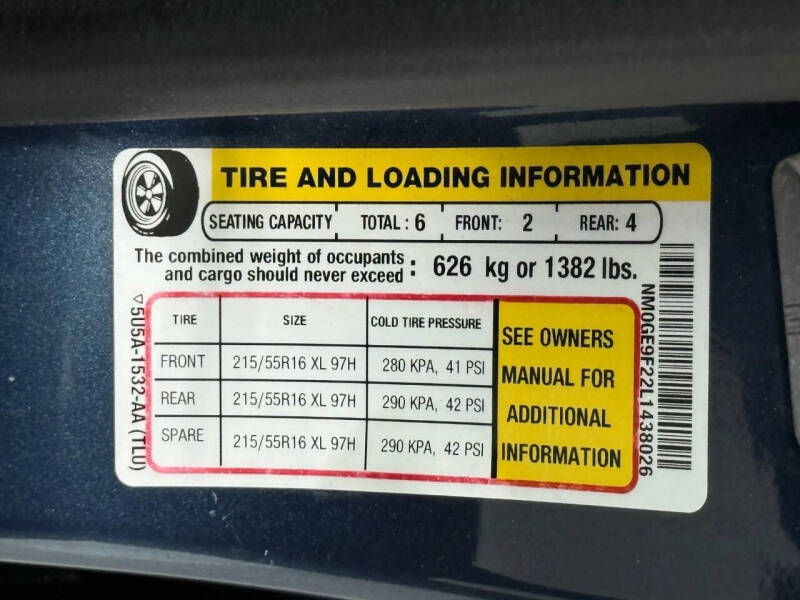 TIRE AND LOADING INFORMATION
SEATING CAPACITY TOTAL : 6 FRONT: 2 REAR: 4
The combined weight of occupants
and cargo should never exceed : 626 kg or 1382 lbs.
TIRE SIZE COLD TIRE PRESSURE
FRONT 215/55R16 XL 97H 280 KPA, 41 PSI
REAR 215/55R16 XL 97H 290 KPA, 42 PSI
SPARE 215/55R16 XL 97H 290 KPA, 42 PSI
SEE OWNERS
MANUAL FOR
ADDITIONAL
INFORMATION
5U5A-1532-AA (TLU)
NM0GE9F22L1438026